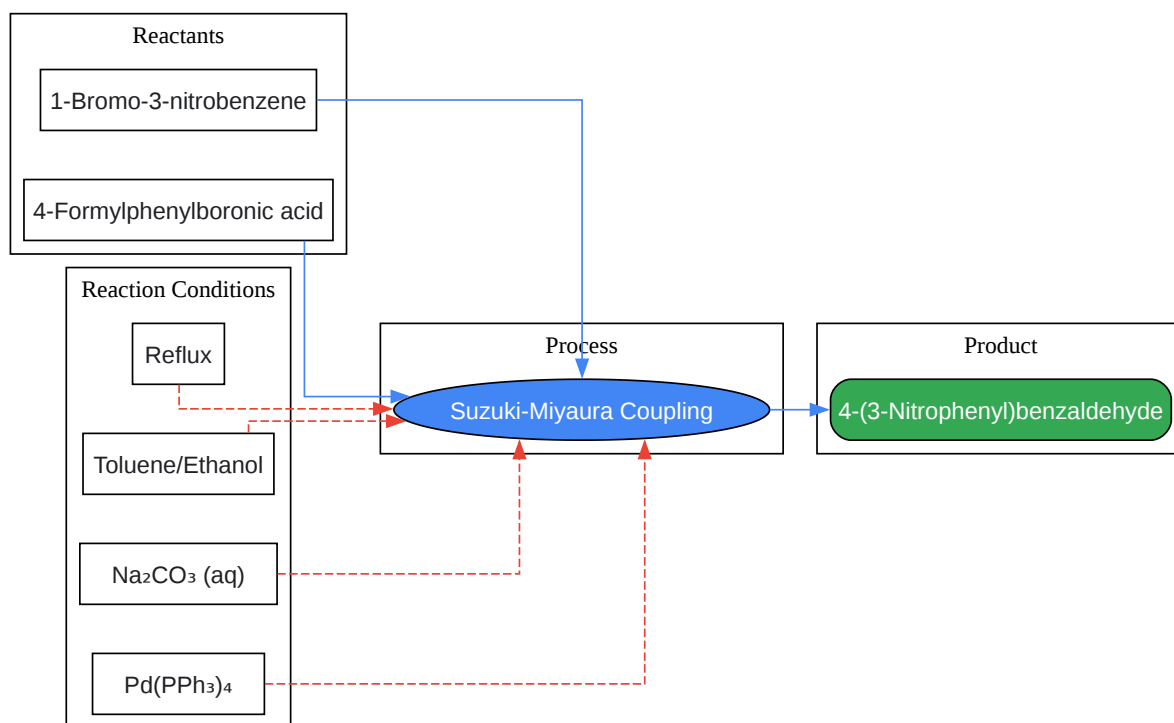 Reactants
1-Bromo-3-nitrobenzene
4-Formylphenylboronic acid
Reaction Conditions
Reflux
Toluene/Ethanol
Na₂CO₃ (aq)
Pd(PPh₃)₄
Process
Suzuki-Miyaura Coupling
Product
4-(3-Nitrophenyl)benzaldehyde